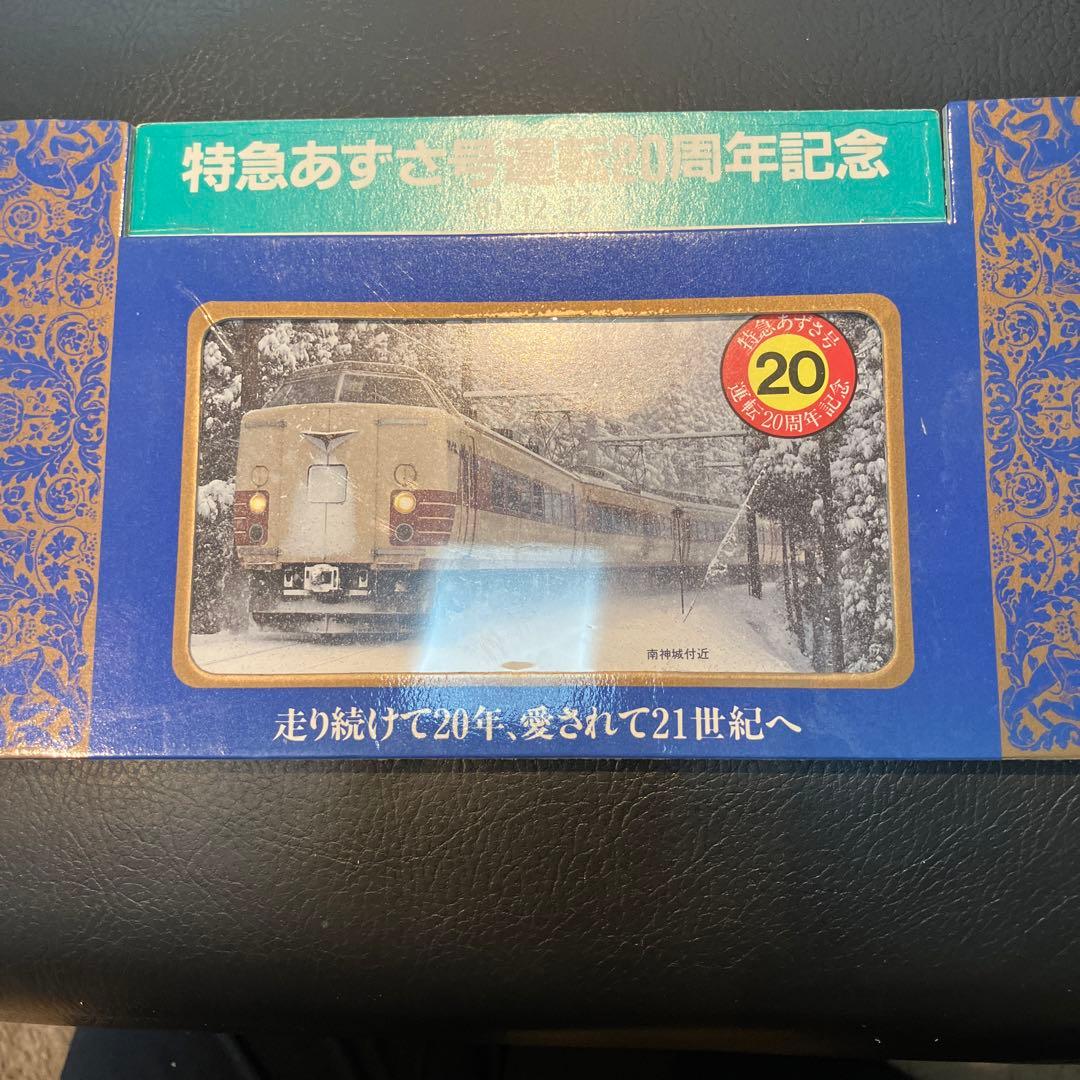 特急あずさ号運転20周年記念
特急あずさ号
20
運転20周年記念
南神城付近
走り続けて20年、愛されて21世紀へ